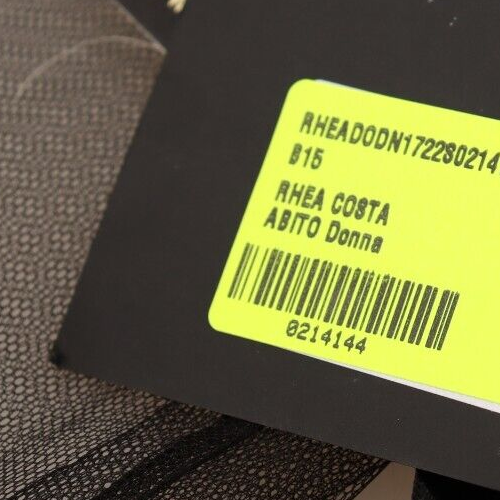 RHEADODN1722S0214
B15
RHEA COSTA
ABITO Donna
0214144